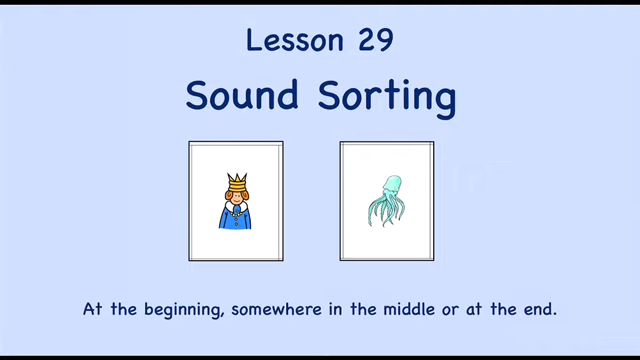 Lesson 29
Sound Sorting
At the beginning, somewhere in the middle or at the end.